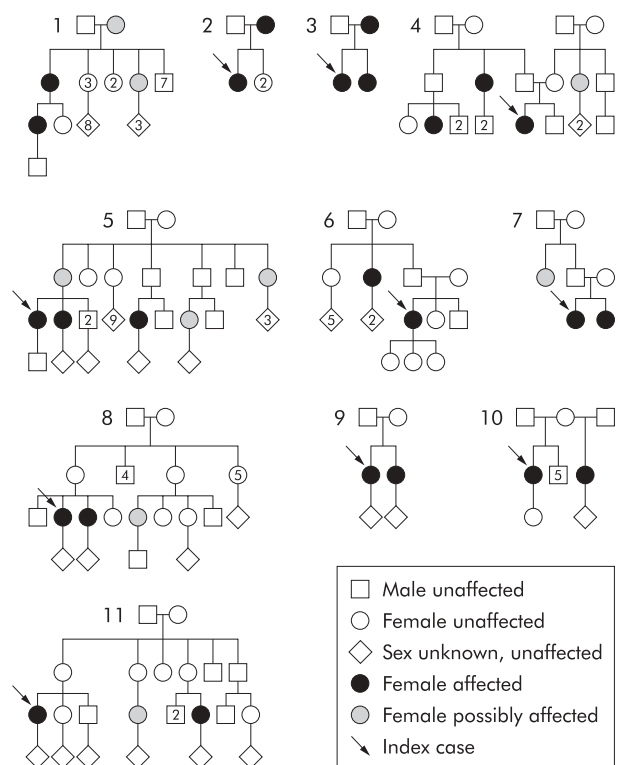 1 2 3 4
3 2 7 2
8 3 2 2 2
5 6 7
2 9 3 5 2
8 9 10
4 5 5
Male unaffected
Female unaffected
Sex unknown, unaffected
Female affected
Female possibly affected
Index case
11
2